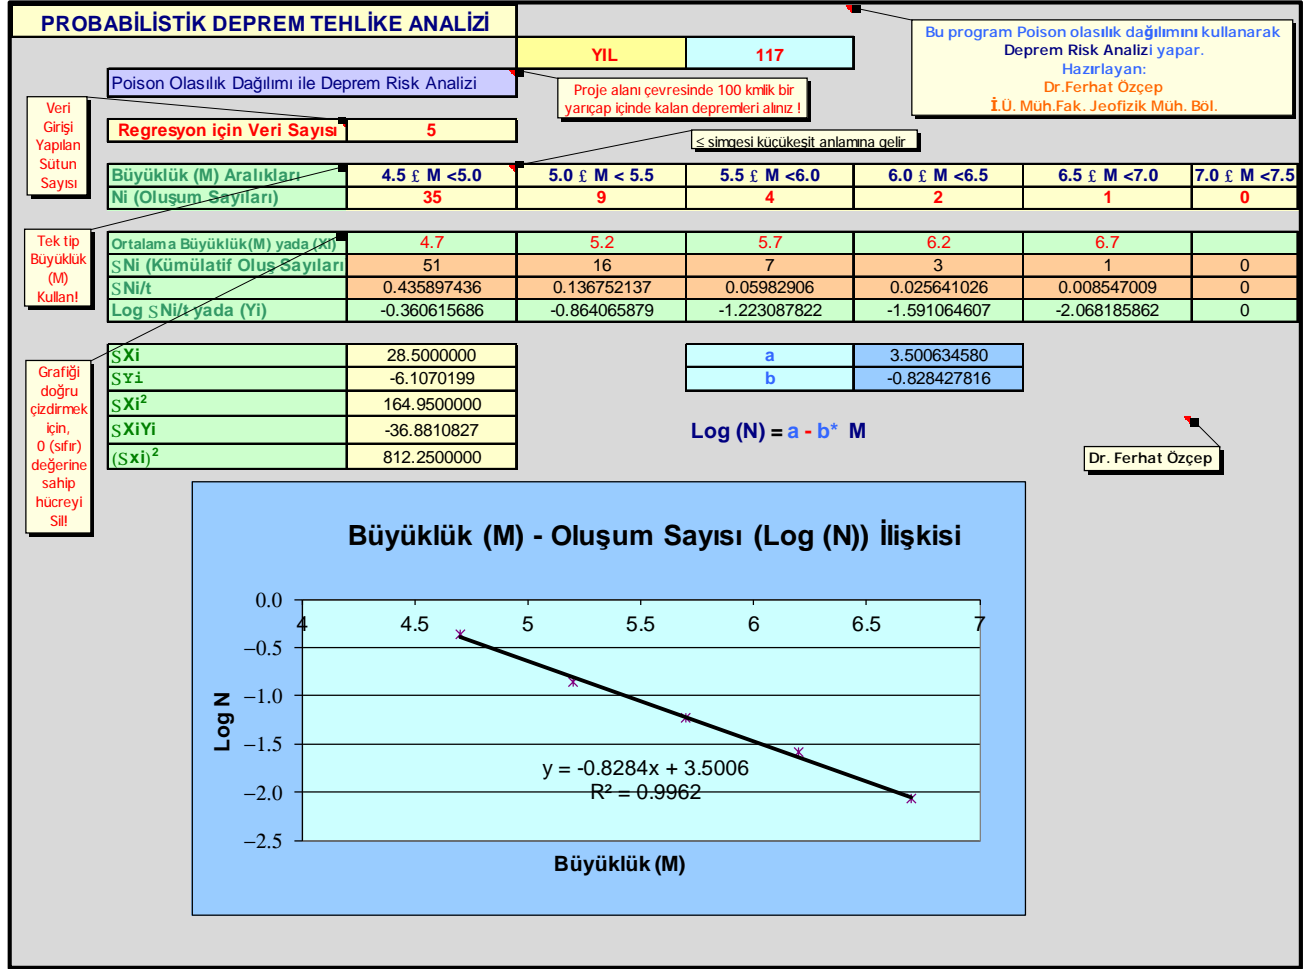 PROBABİLİSTİK DEPREM TEHLİKE ANALİZİ
YIL 117
Bu program Poison olasılık dağılımını kullanarak
Deprem Risk Analizi yapar.
Hazırlayan:
Dr.Ferhat Özçep
İ.Ü. Müh.Fak. Jeofizik Müh. Böl.
Poison Olasılık Dağılımı ile Deprem Risk Analizi
Proje alanı çevresinde 100 kmlik bir
yarıçap içinde kalan depremleri alınız !
Veri
Girişi
Yapılan
Sütun
Sayısı
Regresyon için Veri Sayısı 5
≤ simgesi küçükeşit anlamına gelir
Büyüklük (M) Aralıkları 4.5 £ M <5.0 5.0 £ M < 5.5 5.5 £ M <6.0 6.0 £ M <6.5 6.5 £ M <7.0 7.0 £ M <7.5
Ni (Oluşum Sayıları) 35 9 4 2 1 0
Tek tip
Büyüklük
(M)
Kullan!
Ortalama Büyüklük(M) yada (Xi) 4.7 5.2 5.7 6.2 6.7
SNi (Kümülatif Oluş Sayıları 51 16 7 3 1 0
SNi/t 0.435897436 0.136752137 0.05982906 0.025641026 0.008547009 0
Log SNi/t yada (Yi) -0.360615686 -0.864065879 -1.223087822 -1.591064607 -2.068185862 0
Grafiği
doğru
çizdirmek
için,
0 (sıfır)
değerine
sahip
hücreyi
Sil!
SXi 28.5000000
SYi -6.1070199
SXi² 164.9500000
SXiYi -36.8810827
(Sxi)² 812.2500000
a 3.500634580
b -0.828427816
Log (N) = a - b* M
Dr. Ferhat Özçep
Büyüklük (M) - Oluşum Sayısı (Log (N)) İlişkisi
0.0
−0.5
−1.0
−1.5
−2.0
−2.5
4 4.5 5 5.5 6 6.5 7
Log N
y = -0.8284x + 3.5006
R² = 0.9962
Büyüklük (M)